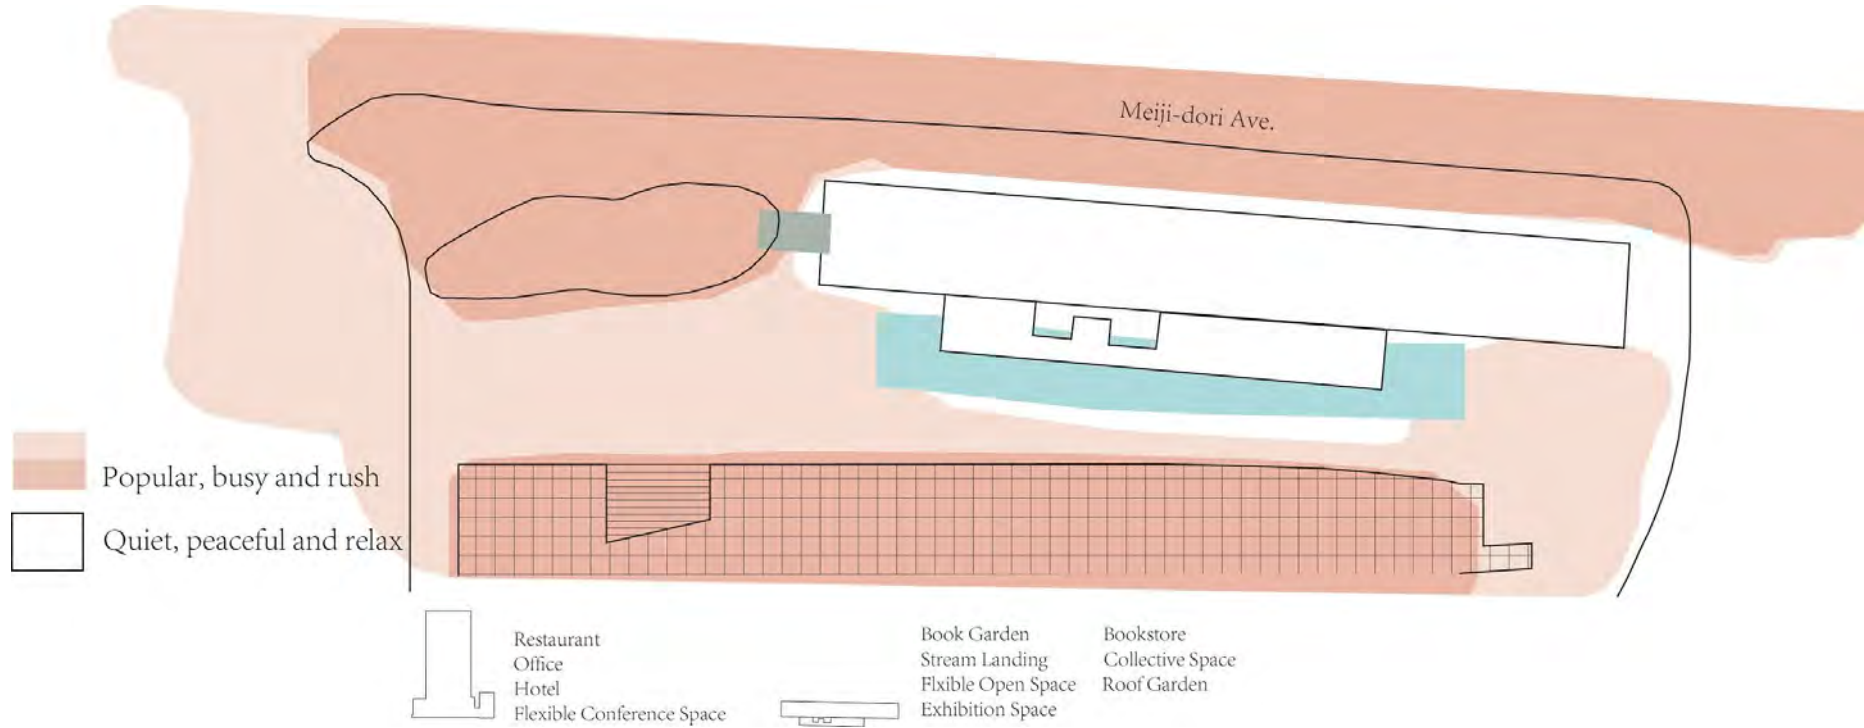 Meiji-dori Ave.
Popular, busy and rush
Quiet, peaceful and relax
Restaurant
Office
Hotel
Flexible Conference Space
Book Garden
Stream Landing
Flxible Open Space
Exhibition Space
Bookstore
Collective Space
Roof Garden